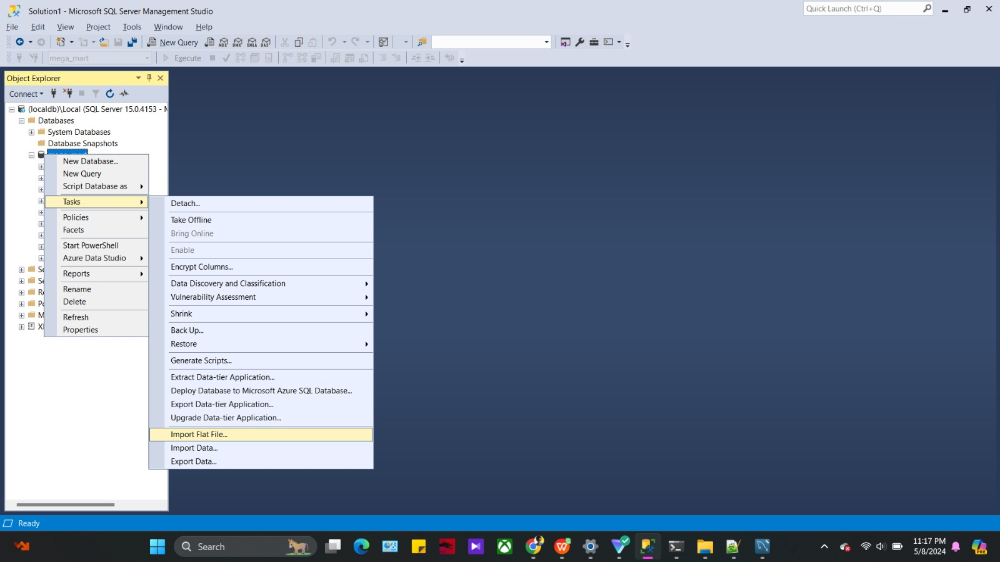 Solution1 - Microsoft SQL Server Management Studio
Quick Launch (Ctrl+Q)
File Edit View Project Tools Window Help
New Query MDX DMX XMLA DAX
mega_mart Execute
Object Explorer
Connect
(localdb)\Local (SQL Server 15.0.4153 -
Databases
System Databases
Database Snapshots
New Database...
New Query
Script Database as
Tasks
Policies
Facets
Start PowerShell
Azure Data Studio
Reports
Rename
Delete
Refresh
Properties
Detach...
Take Offline
Bring Online
Enable
Encrypt Columns...
Data Discovery and Classification
Vulnerability Assessment
Shrink
Back Up...
Restore
Generate Scripts...
Extract Data-tier Application...
Deploy Database to Microsoft Azure SQL Database...
Export Data-tier Application...
Upgrade Data-tier Application...
Import Flat File...
Import Data...
Export Data...
Ready
Search
11:17 PM
5/8/2024
PRE